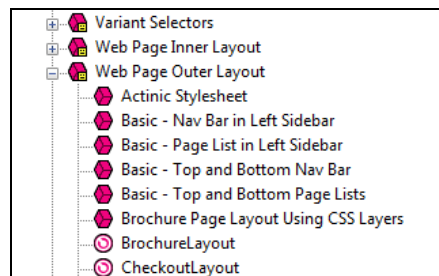 Variant Selectors
Web Page Inner Layout
Web Page Outer Layout
Actinic Stylesheet
Basic - Nav Bar in Left Sidebar
Basic - Page List in Left Sidebar
Basic - Top and Bottom Nav Bar
Basic - Top and Bottom Page Lists
Brochure Page Layout Using CSS Layers
BrochureLayout
CheckoutLayout